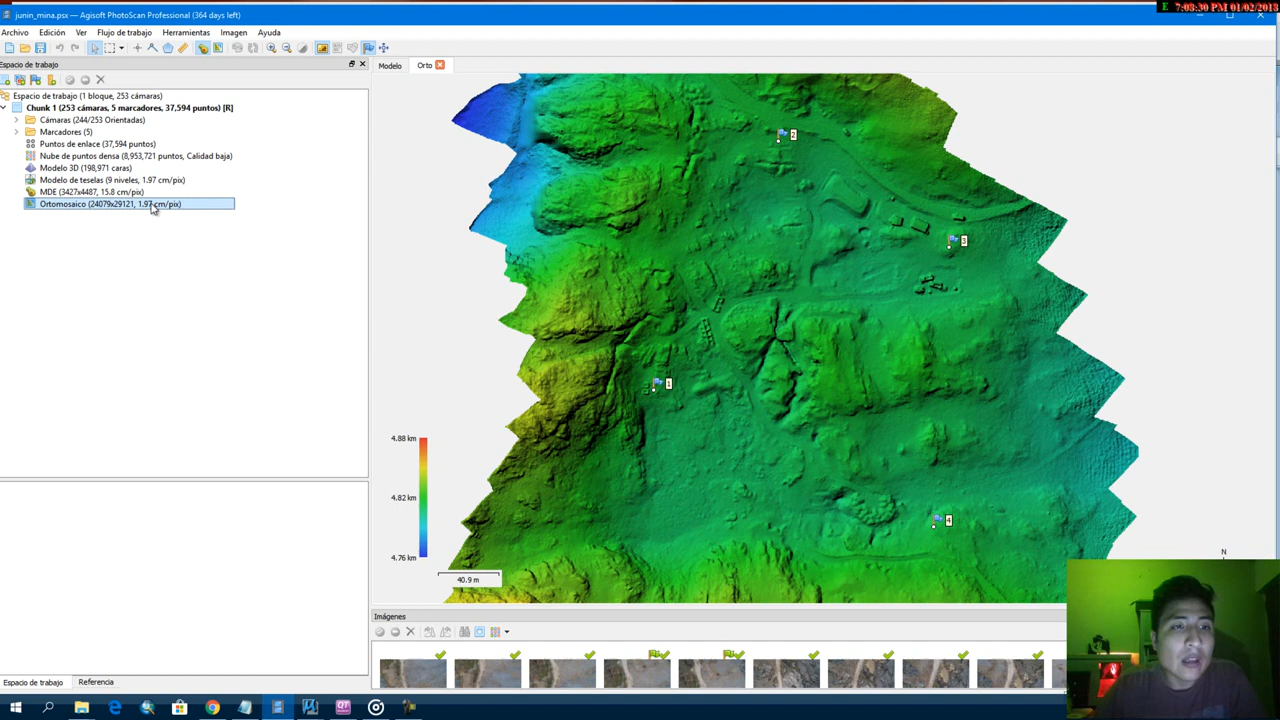 junin_mina.psx — Agisoft PhotoScan Professional (364 days left)
E 7:08:30 PM 01/02/2018
Archivo Edición Ver Flujo de trabajo Herramientas Imagen Ayuda
Espacio de trabajo
Modelo Orto
Espacio de trabajo (1 bloque, 253 cámaras)
Chunk 1 (253 cámaras, 5 marcadores, 37,594 puntos) [R]
Cámaras (244/253 Orientadas)
Marcadores (5)
Puntos de enlace (37,594 puntos)
Nube de puntos densa (8,953,721 puntos, Calidad baja)
Modelo 3D (198,971 caras)
Modelo de teselas (9 niveles, 1.97 cm/pix)
MDE (3427x4487, 15.8 cm/pix)
Ortomosaico (24079x29121, 1.97 cm/pix)
2
3
1
4
4.88 km
4.82 km
4.76 km
40.9 m
N
Imágenes
Espacio de trabajo Referencia
QT